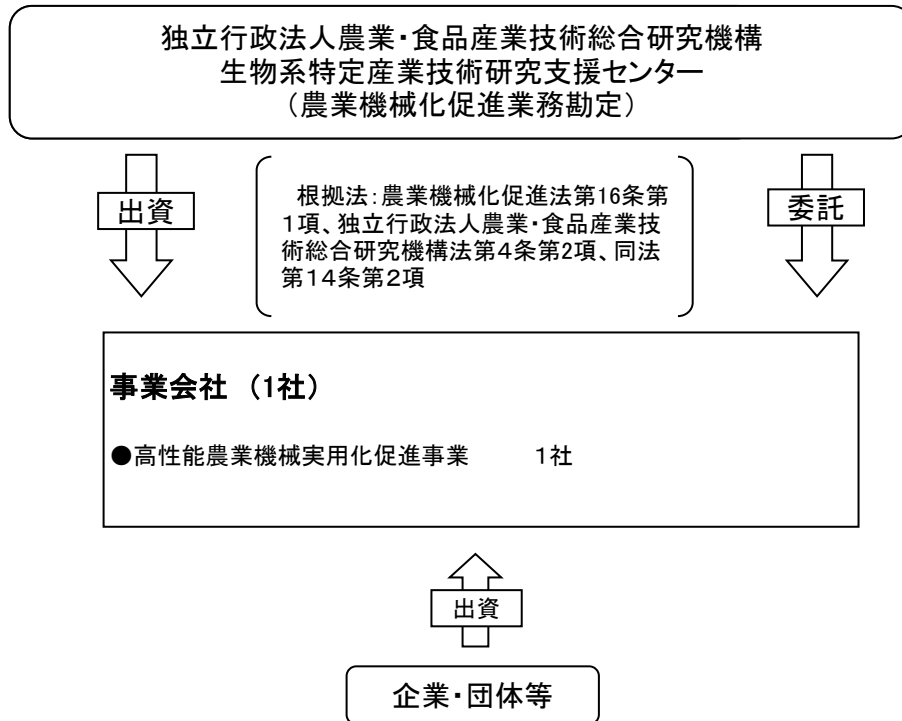 独立行政法人農業・食品産業技術総合研究機構
生物系特定産業技術研究支援センター
（農業機械化促進業務勘定）
出資
根拠法：農業機械化促進法第16条第
1項、独立行政法人農業・食品産業技
術総合研究機構法第４条第2項、同法
第１４条第２項
委託
事業会社 （1社）
●高性能農業機械実用化促進事業 1社
出資
企業・団体等